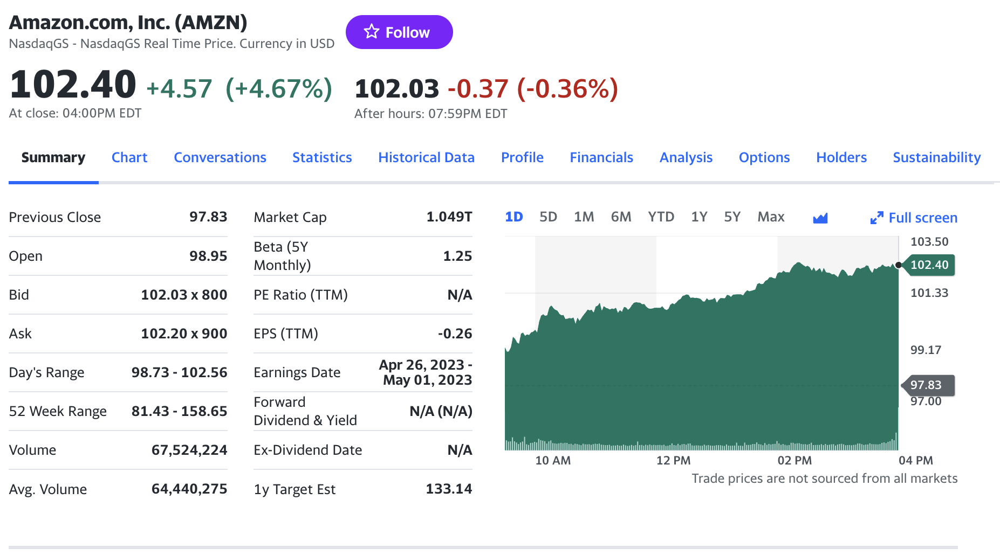 Amazon.com, Inc. (AMZN)
NasdaqGS - NasdaqGS Real Time Price. Currency in USD
Follow
102.40 +4.57 (+4.67%)
At close: 04:00PM EDT
102.03 -0.37 (-0.36%)
After hours: 07:59PM EDT
Summary Chart Conversations Statistics Historical Data Profile Financials Analysis Options Holders Sustainability
Previous Close 97.83
Open 98.95
Bid 102.03 x 800
Ask 102.20 x 900
Day's Range 98.73 - 102.56
52 Week Range 81.43 - 158.65
Volume 67,524,224
Avg. Volume 64,440,275
Market Cap 1.049T
Beta (5Y
Monthly) 1.25
PE Ratio (TTM) N/A
EPS (TTM) -0.26
Earnings Date Apr 26, 2023 -
May 01, 2023
Forward
Dividend & Yield N/A (N/A)
Ex-Dividend Date N/A
1y Target Est 133.14
1D 5D 1M 6M YTD 1Y 5Y Max Full screen
103.50
102.40
101.33
99.17
97.83
97.00
10 AM 12 PM 02 PM 04 PM
Trade prices are not sourced from all markets